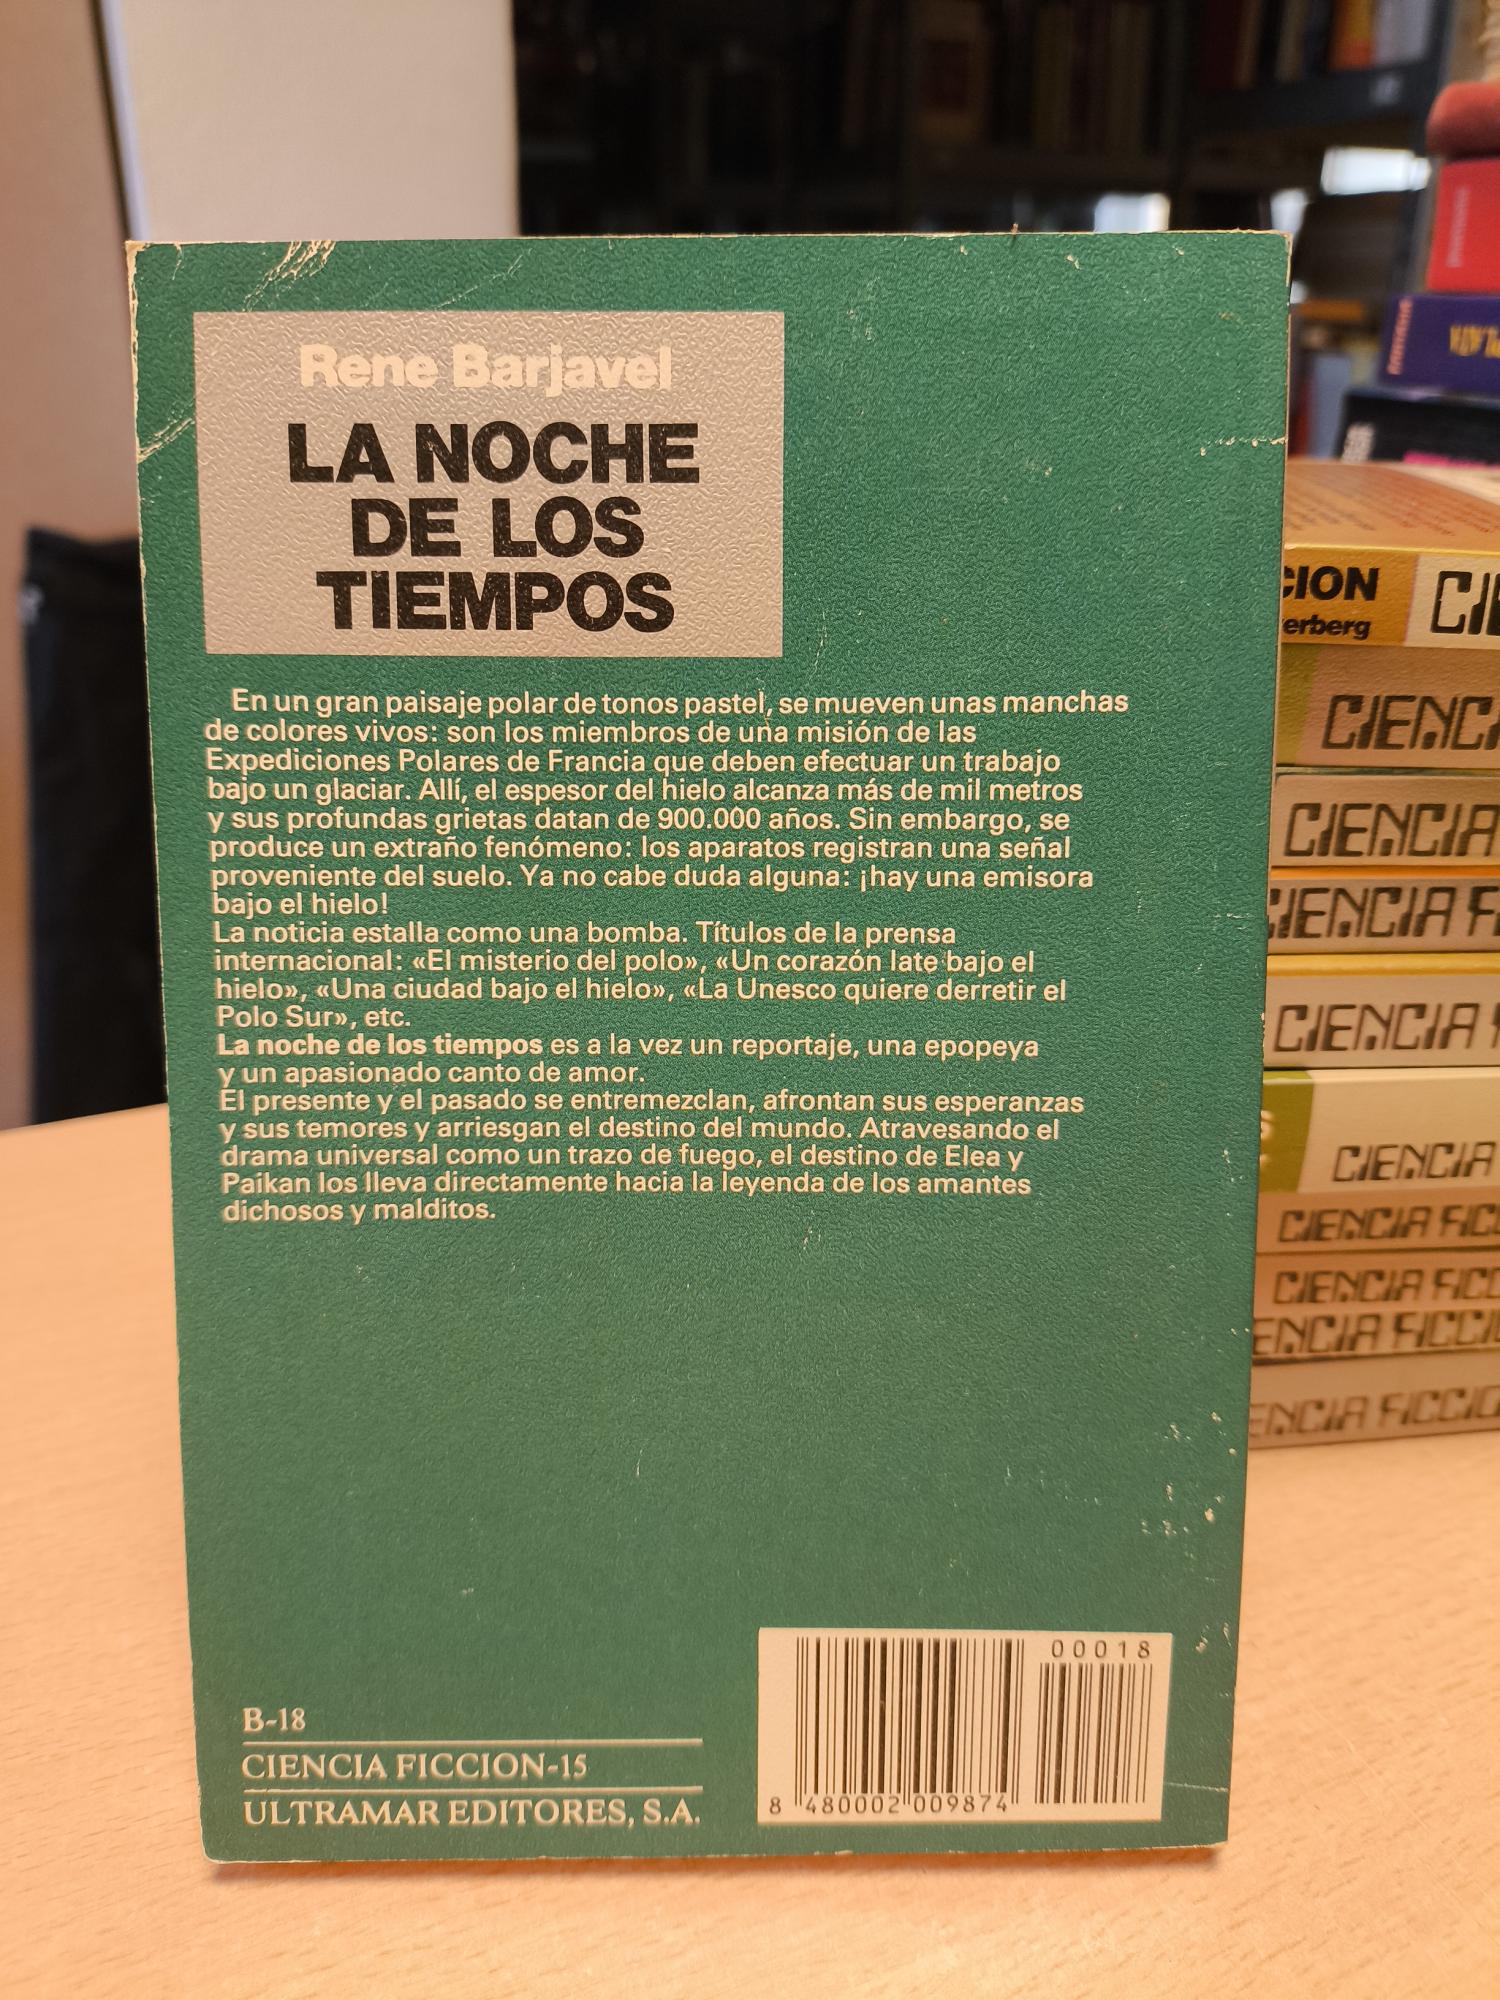 Rene Barjavel
LA NOCHE
DE LOS
TIEMPOS
En un gran paisaje polar de tonos pastel, se mueven unas manchas
de colores vivos: son los miembros de una misión de las
Expediciones Polares de Francia que deben efectuar un trabajo
bajo un glaciar. Allí, el espesor del hielo alcanza más de mil metros
y sus profundas grietas datan de 900.000 años. Sin embargo, se
produce un extraño fenómeno: los aparatos registran una señal
proveniente del suelo. Ya no cabe duda alguna: ¡hay una emisora
bajo el hielo!
La noticia estalla como una bomba. Títulos de la prensa
internacional: «El misterio del polo», «Un corazón late bajo el
hielo», «Una ciudad bajo el hielo», «La Unesco quiere derretir el
Polo Sur», etc.
La noche de los tiempos es a la vez un reportaje, una epopeya
y un apasionado canto de amor.
El presente y el pasado se entremezclan, afrontan sus esperanzas
y sus temores y arriesgan el destino del mundo. Atravesando el
drama universal como un trazo de fuego, el destino de Elea y
Paikan los lleva directamente hacia la leyenda de los amantes
dichosos y malditos.
B-18
CIENCIA FICCION-15
ULTRAMAR EDITORES, S.A.
00018
8 480002 009874
CION
erberg
CIE
CIENCI
CIENCIA
CIENCIA F
CIENCIA F
CIENCIA
CIENCIA FICC
CIENCIA FICC
ENCIA FICCI
ENCIA FICCIO